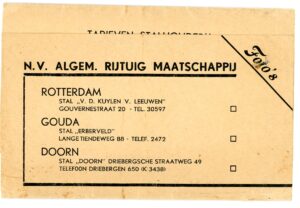 TARIEVEN STALHOUDERIJ
N.V. ALGEM. RIJTUIG MAATSCHAPPIJ
Foto's
ROTTERDAM
STAL „V. D. KUYLEN V. LEEUWEN"
GOUVERNESTRAAT 20 - TEL. 30597
GOUDA
STAL „ERBERVELD"
LANGE TIENDEWEG 88 - TELEF. 2472
DOORN
STAL „DOORN" DRIEBERGSCHE STRAATWEG 49
TELEFOON DRIEBERGEN 650 (K 3438)